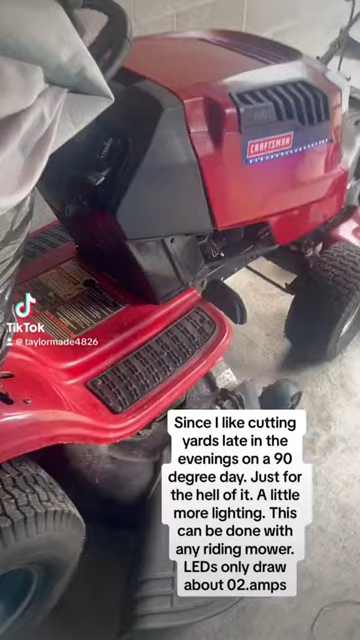 CRAFTSMAN
TikTok
@ taylormade4826
Since I like cutting
yards late in the
evenings on a 90
degree day. Just for
the hell of it. A little
more lighting. This
can be done with
any riding mower.
LEDs only draw
about 02.amps